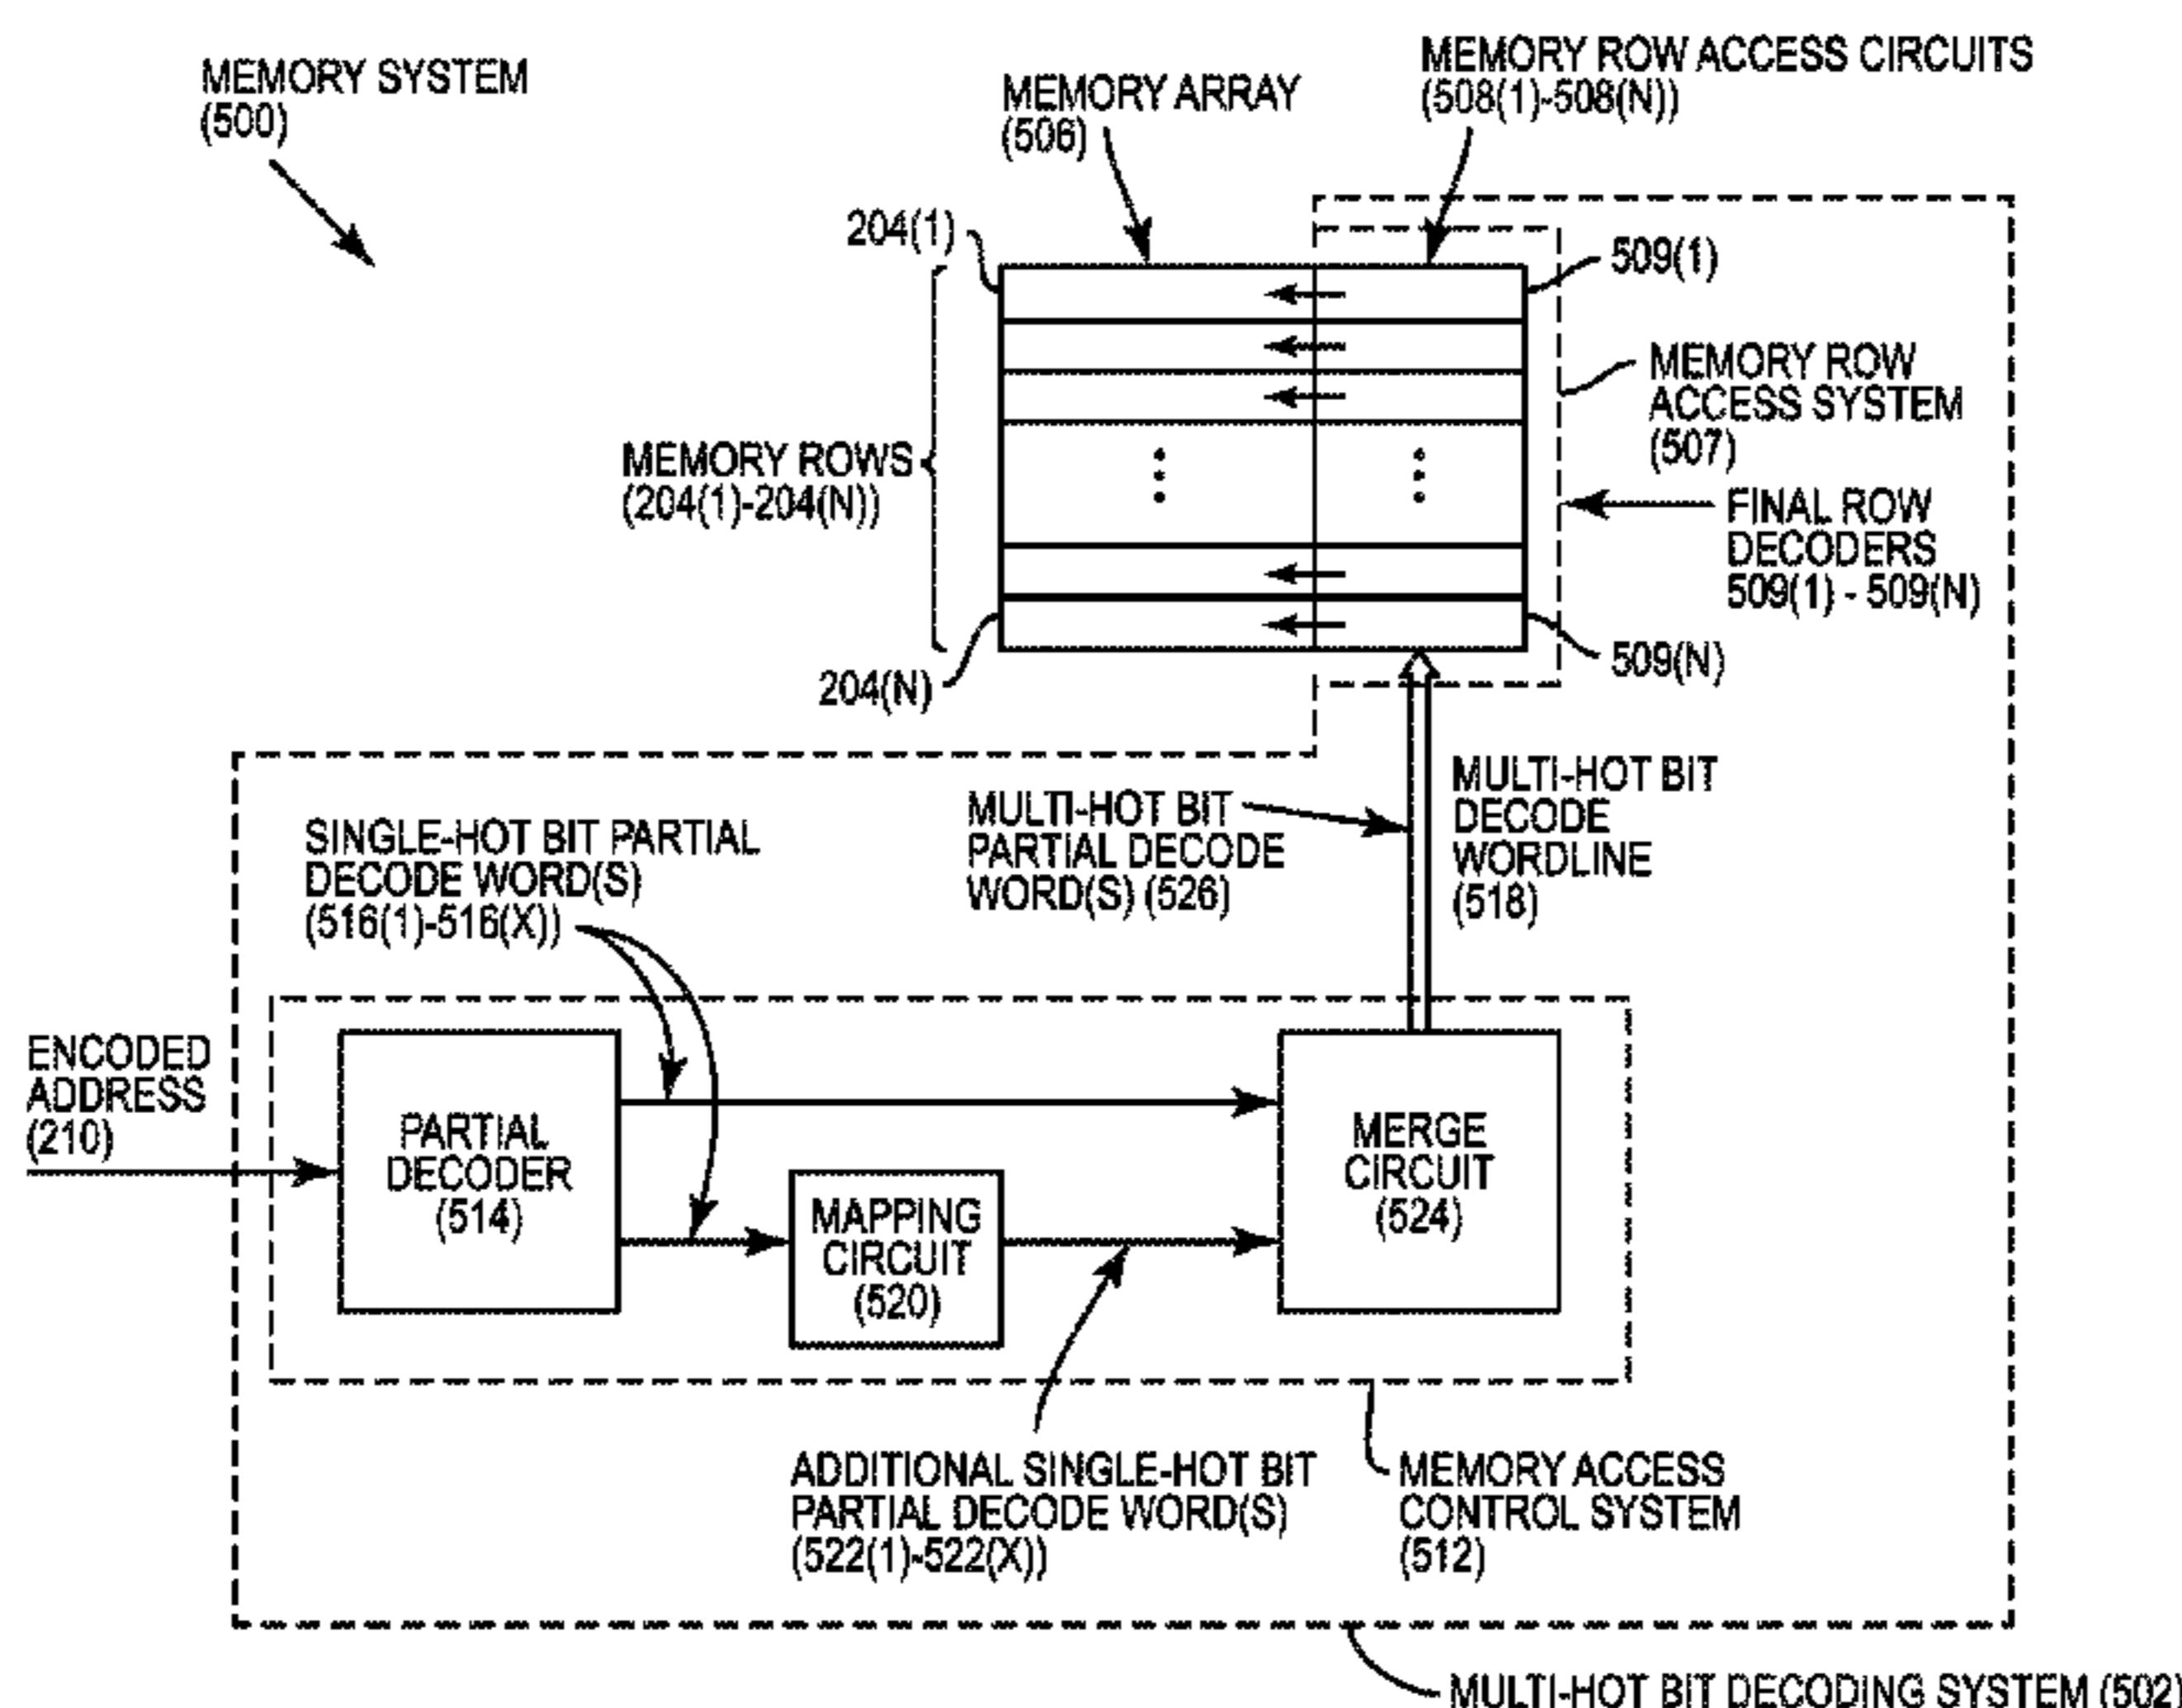 MEMORY SYSTEM
(500)
MEMORY ARRAY
(506)
MEMORY ROW ACCESS CIRCUITS
(508(1)-508(N))
204(1)
509(1)
MEMORY ROW
ACCESS SYSTEM
(507)
MEMORY ROWS
(204(1)-204(N))
FINAL ROW
DECODERS
509(1) - 509(N)
204(N)
509(N)
SINGLE-HOT BIT PARTIAL
DECODE WORD(S)
(516(1)-516(X))
MULTI-HOT BIT
PARTIAL DECODE
WORD(S) (526)
MULTI-HOT BIT
DECODE
WORDLINE
(518)
ENCODED
ADDRESS
(210)
PARTIAL
DECODER
(514)
MAPPING
CIRCUIT
(520)
MERGE
CIRCUIT
(524)
ADDITIONAL SINGLE-HOT BIT
PARTIAL DECODE WORD(S)
(522(1)-522(X))
MEMORY ACCESS
CONTROL SYSTEM
(512)
MULTI-HOT BIT DECODING SYSTEM (502)